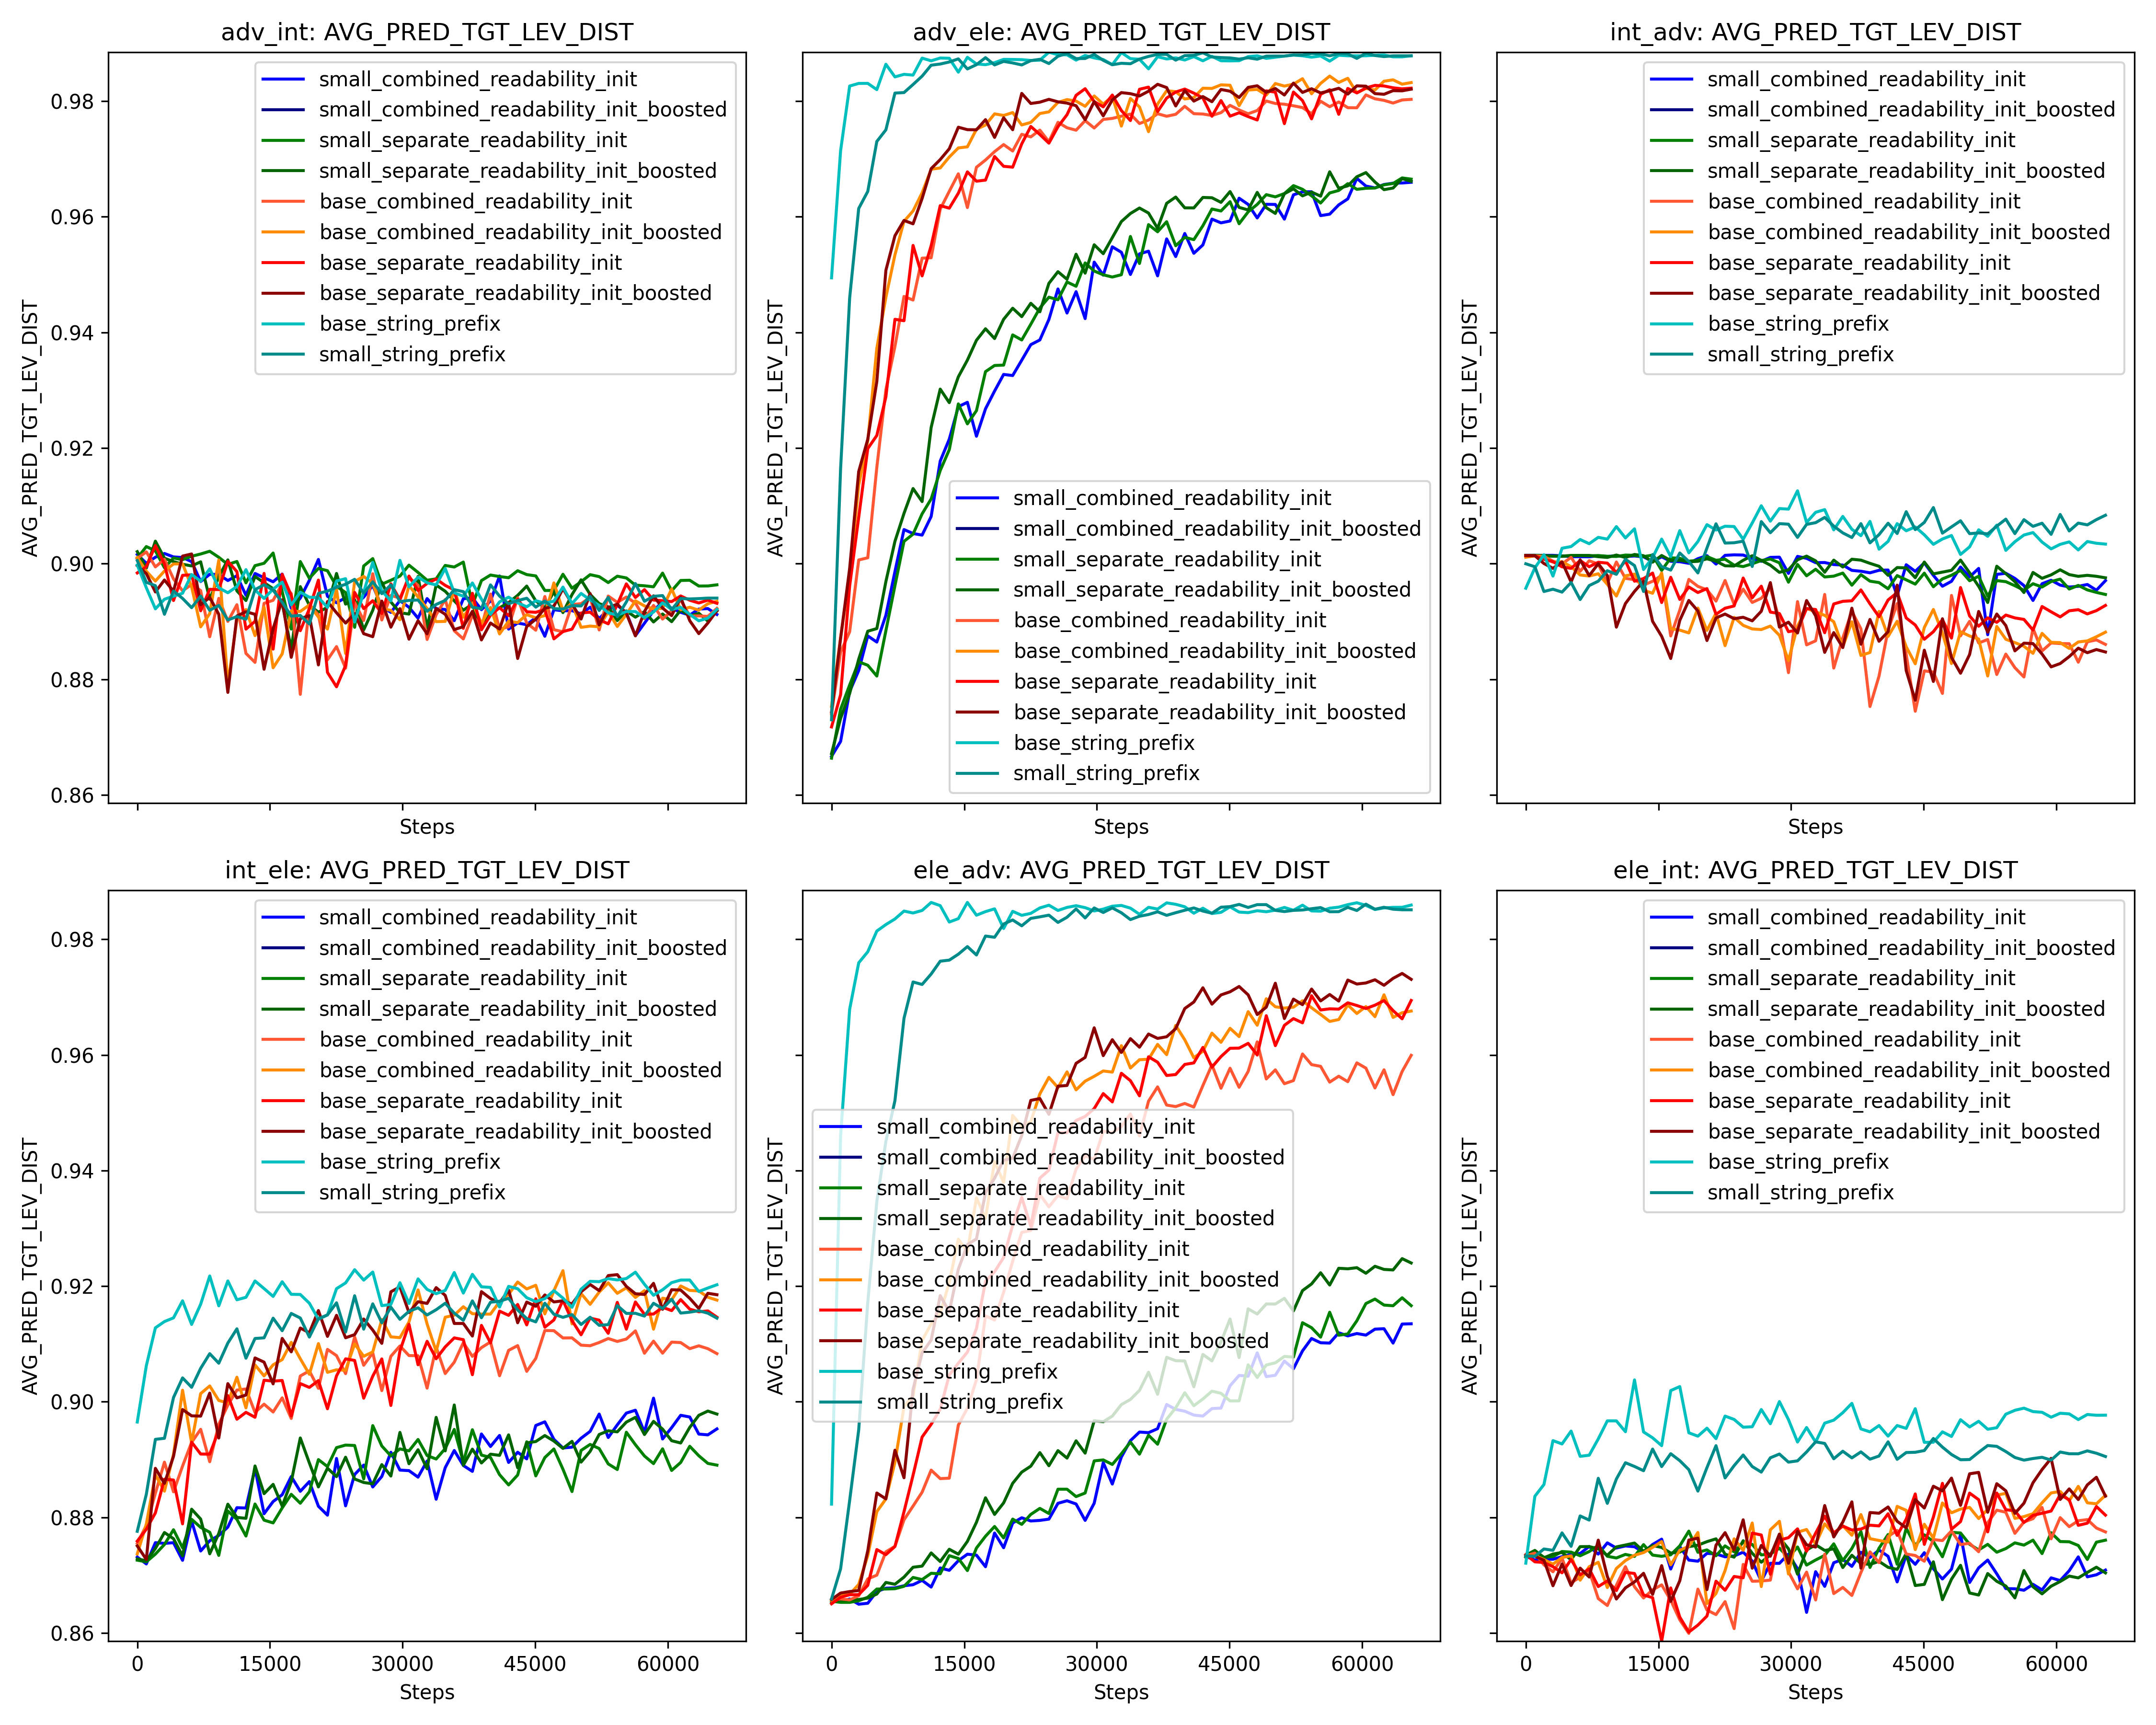 adv_int: AVG_PRED_TGT_LEV_DIST
AVG_PRED_TGT_LEV_DIST
0.98
0.96
0.94
0.92
0.90
0.88
0.86
small_combined_readability_init
small_combined_readability_init_boosted
small_separate_readability_init
small_separate_readability_init_boosted
base_combined_readability_init
base_combined_readability_init_boosted
base_separate_readability_init
base_separate_readability_init_boosted
base_string_prefix
small_string_prefix
Steps
adv_ele: AVG_PRED_TGT_LEV_DIST
AVG_PRED_TGT_LEV_DIST
small_combined_readability_init
small_combined_readability_init_boosted
small_separate_readability_init
small_separate_readability_init_boosted
base_combined_readability_init
base_combined_readability_init_boosted
base_separate_readability_init
base_separate_readability_init_boosted
base_string_prefix
small_string_prefix
Steps
int_adv: AVG_PRED_TGT_LEV_DIST
AVG_PRED_TGT_LEV_DIST
small_combined_readability_init
small_combined_readability_init_boosted
small_separate_readability_init
small_separate_readability_init_boosted
base_combined_readability_init
base_combined_readability_init_boosted
base_separate_readability_init
base_separate_readability_init_boosted
base_string_prefix
small_string_prefix
Steps
int_ele: AVG_PRED_TGT_LEV_DIST
AVG_PRED_TGT_LEV_DIST
0.98
0.96
0.94
0.92
0.90
0.88
0.86
small_combined_readability_init
small_combined_readability_init_boosted
small_separate_readability_init
small_separate_readability_init_boosted
base_combined_readability_init
base_combined_readability_init_boosted
base_separate_readability_init
base_separate_readability_init_boosted
base_string_prefix
small_string_prefix
0 15000 30000 45000 60000
Steps
ele_adv: AVG_PRED_TGT_LEV_DIST
AVG_PRED_TGT_LEV_DIST
small_combined_readability_init
small_combined_readability_init_boosted
small_separate_readability_init
small_separate_readability_init_boosted
base_combined_readability_init
base_combined_readability_init_boosted
base_separate_readability_init
base_separate_readability_init_boosted
base_string_prefix
small_string_prefix
0 15000 30000 45000 60000
Steps
ele_int: AVG_PRED_TGT_LEV_DIST
AVG_PRED_TGT_LEV_DIST
small_combined_readability_init
small_combined_readability_init_boosted
small_separate_readability_init
small_separate_readability_init_boosted
base_combined_readability_init
base_combined_readability_init_boosted
base_separate_readability_init
base_separate_readability_init_boosted
base_string_prefix
small_string_prefix
0 15000 30000 45000 60000
Steps